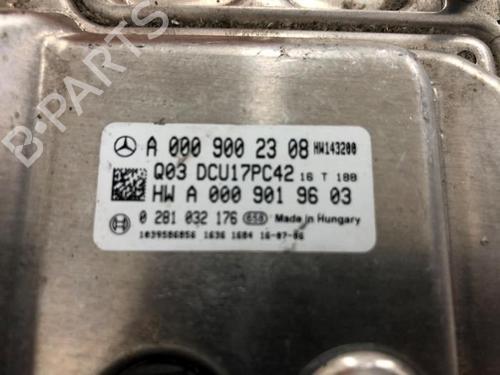 B-PARTS
A 000 900 23 08 HW143200
Q03 DCU17PC42 16 T 188
HW A 000 901 96 03
0 281 032 176 658 Made in Hungary
1039S86856 1636 1684 16-07-06